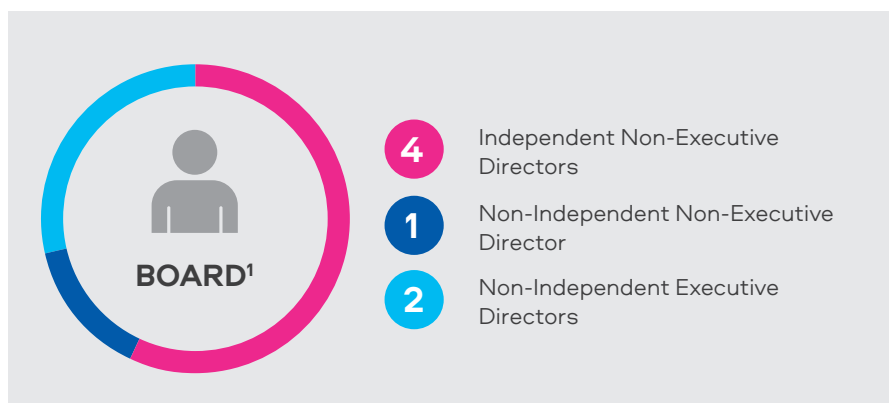 BOARD¹
4
Independent Non-Executive
Directors
1
Non-Independent Non-Executive
Director
2
Non-Independent Executive
Directors